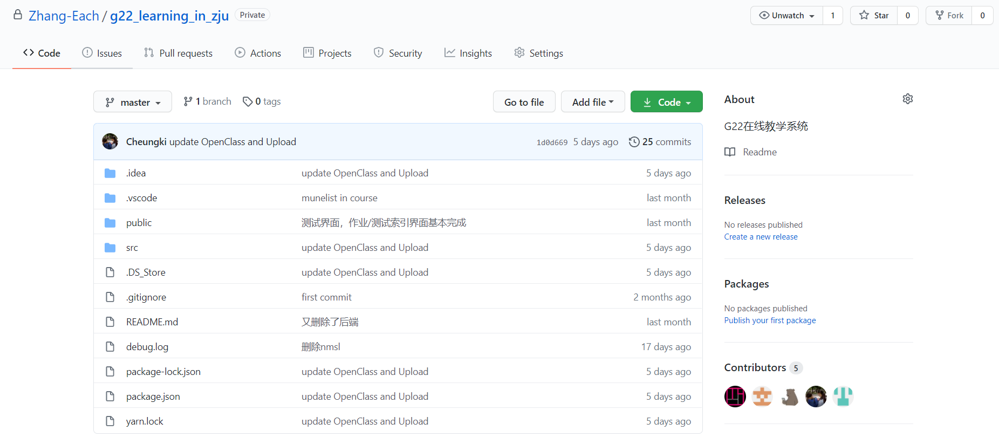 Zhang-Each / g22_learning_in_zju Private Unwatch 1 Star 0 Fork 0
Code Issues Pull requests Actions Projects Security Insights Settings
master 1 branch 0 tags Go to file Add file Code
Cheungki update OpenClass and Upload 1d0d669 5 days ago 25 commits
.idea update OpenClass and Upload 5 days ago
.vscode munelist in course last month
public 测试界面，作业/测试索引界面基本完成 last month
src update OpenClass and Upload 5 days ago
.DS_Store update OpenClass and Upload 5 days ago
.gitignore first commit 2 months ago
README.md 又删除了后端 last month
debug.log 删除nmsl 17 days ago
package-lock.json update OpenClass and Upload 5 days ago
package.json update OpenClass and Upload 5 days ago
yarn.lock update OpenClass and Upload 5 days ago
About
G22在线教学系统
Readme
Releases
No releases published
Create a new release
Packages
No packages published
Publish your first package
Contributors 5